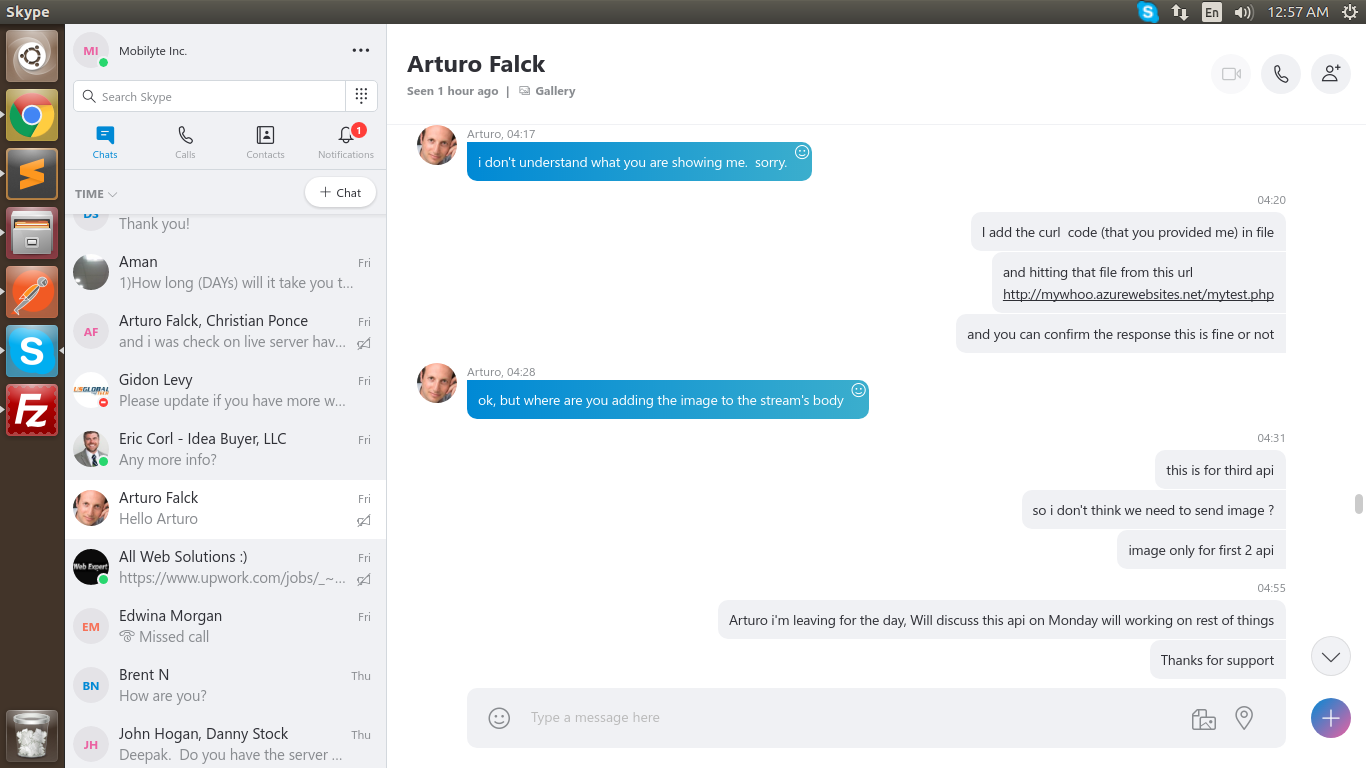 Skype
En
12:57 AM
MI
Mobilyte Inc.
Search Skype
Chats
Calls
Contacts
1
Notifications
TIME
+ Chat
DS
Thank you!
Aman
Fri
1)How long (DAYs) will it take you t...
AF
Arturo Falck, Christian Ponce
Fri
and i was check on live server hav...
USGLOBAL
Gidon Levy
Fri
Please update if you have more w...
Eric Corl - Idea Buyer, LLC
Fri
Any more info?
Arturo Falck
Fri
Hello Arturo
Web Expert
All Web Solutions :)
Fri
https://www.upwork.com/jobs/_~...
EM
Edwina Morgan
Fri
Missed call
BN
Brent N
Thu
How are you?
JH
John Hogan, Danny Stock
Thu
Deepak.  Do you have the server ...
Arturo Falck
Seen 1 hour ago | Gallery
Arturo, 04:17
i don't understand what you are showing me.  sorry.
04:20
I add the curl  code (that you provided me) in file
and hitting that file from this url
http://mywhoo.azurewebsites.net/mytest.php
and you can confirm the response this is fine or not
Arturo, 04:28
ok, but where are you adding the image to the stream's body
04:31
this is for third api
so i don't think we need to send image ?
image only for first 2 api
04:55
Arturo i'm leaving for the day, Will discuss this api on Monday will working on rest of things
Thanks for support
Type a message here